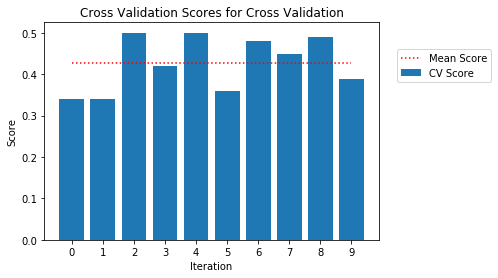 Cross Validation Scores for Cross Validation
0.5
0.4
0.3
0.2
0.1
0.0
Score
0 1 2 3 4 5 6 7 8 9
Iteration
Mean Score
CV Score